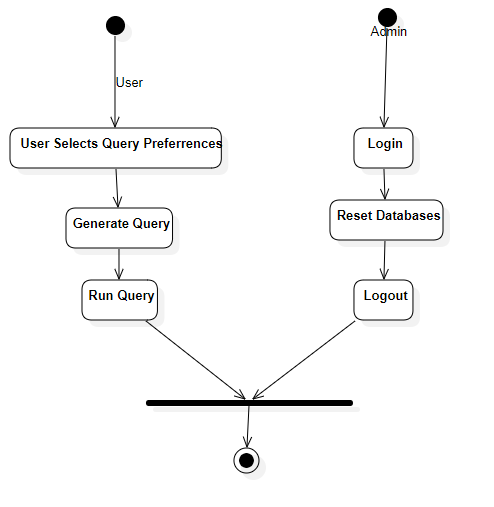 Admin
User
User Selects Query Preferrences
Login
Generate Query
Reset Databases
Run Query
Logout